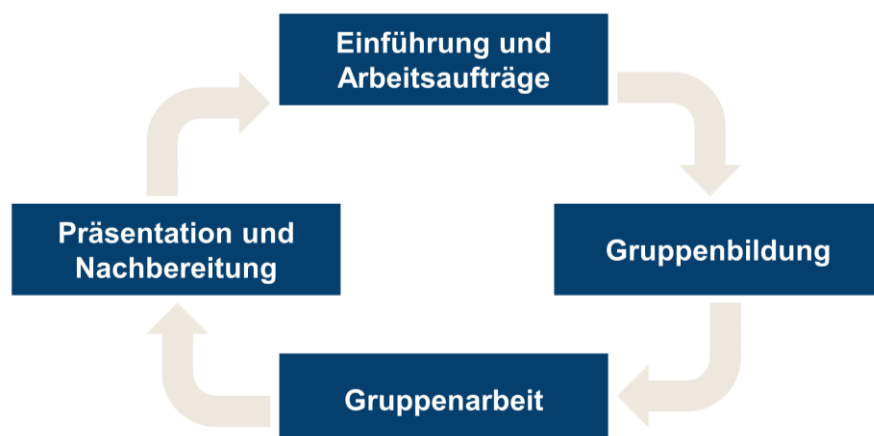 Einführung und
Arbeitsaufträge
Gruppenbildung
Gruppenarbeit
Präsentation und
Nachbereitung